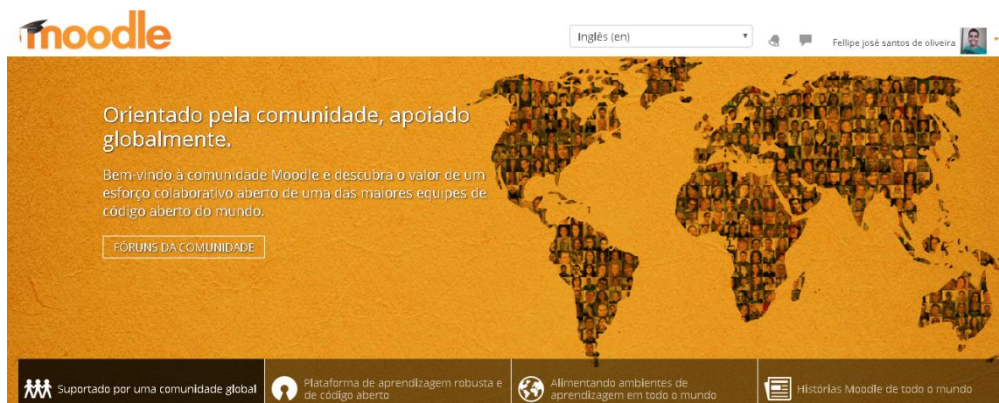 moodle
Inglês (en)
Fellipe josé santos de oliveira
Orientado pela comunidade, apoiado
globalmente.
Bem-vindo à comunidade Moodle e descubra o valor de um
esforço colaborativo aberto de uma das maiores equipes de
código aberto do mundo.
FÓRUNS DA COMUNIDADE
Suportado por uma comunidade global
Plataforma de aprendizagem robusta e
de código aberto
Alimentando ambientes de
aprendizagem em todo o mundo
Histórias Moodle de todo o mundo